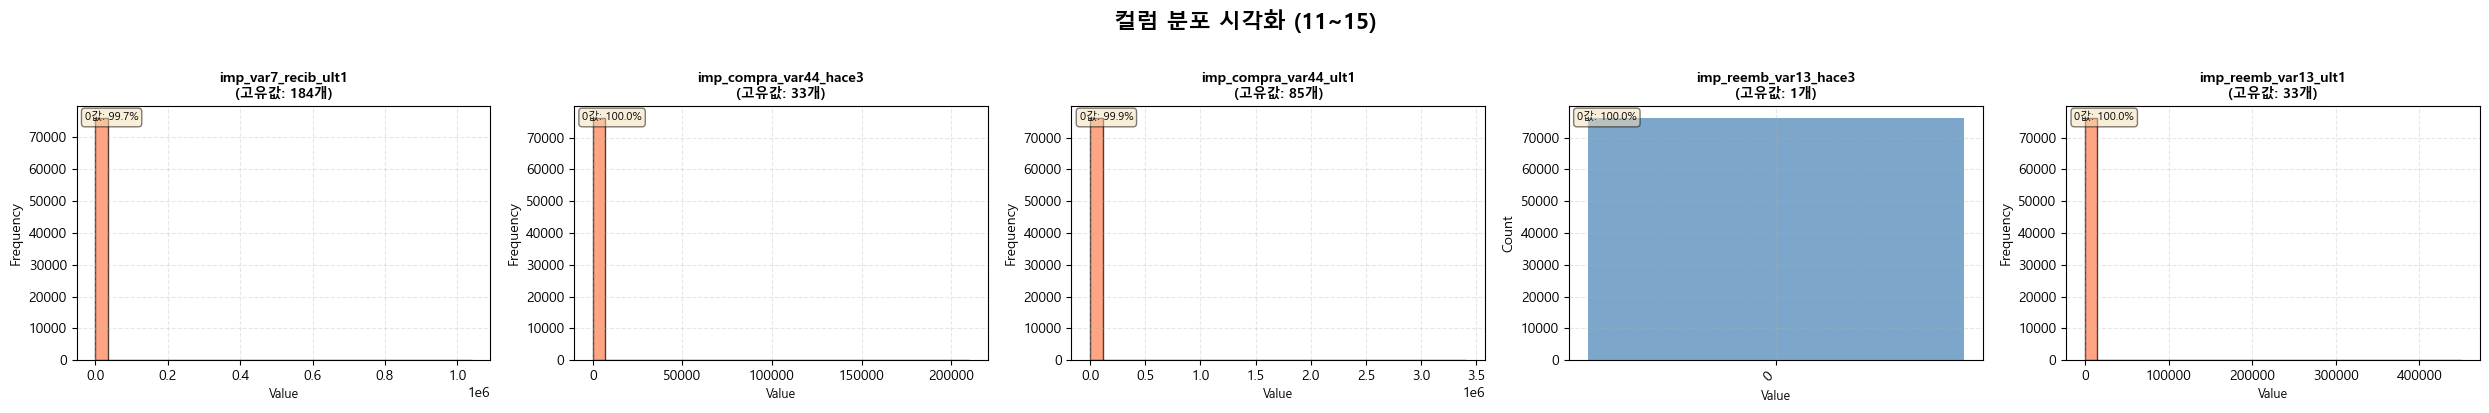 컬럼 분포 시각화 (11~15)
imp_var7_recib_ult1
(고유값: 184개)
0값: 99.7%
70000
60000
50000
40000
30000
20000
10000
0
Frequency
0.0 0.2 0.4 0.6 0.8 1.0
1e6
Value
imp_compra_var44_hace3
(고유값: 33개)
0값: 100.0%
70000
60000
50000
40000
30000
20000
10000
0
Frequency
0 50000 100000 150000 200000
Value
imp_compra_var44_ult1
(고유값: 85개)
0값: 99.9%
70000
60000
50000
40000
30000
20000
10000
0
Frequency
0.0 0.5 1.0 1.5 2.0 2.5 3.0 3.5
1e6
Value
imp_reemb_var13_hace3
(고유값: 1개)
0값: 100.0%
70000
60000
50000
40000
30000
20000
10000
0
Count
0
Value
imp_reemb_var13_ult1
(고유값: 33개)
0값: 100.0%
70000
60000
50000
40000
30000
20000
10000
0
Frequency
0 100000 200000 300000 400000
Value